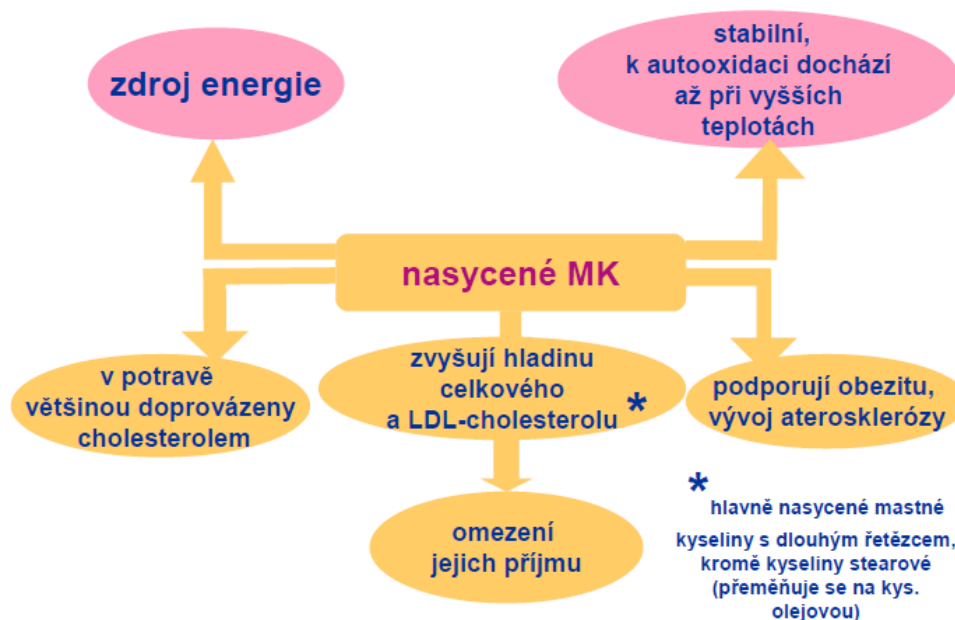 zdroj energie
stabilní,
k autooxidaci dochází
až při vyšších
teplotách
nasycené MK
v potravě
většinou doprovázeny
cholesterolem
zvyšují hladinu
celkového
a LDL-cholesterolu *
podporují obezitu,
vývoj aterosklerózy
omezení
jejich příjmu
* hlavně nasycené mastné
kyseliny s dlouhým řetězcem,
kromě kyseliny stearové
(přeměňuje se na kys.
olejovou)